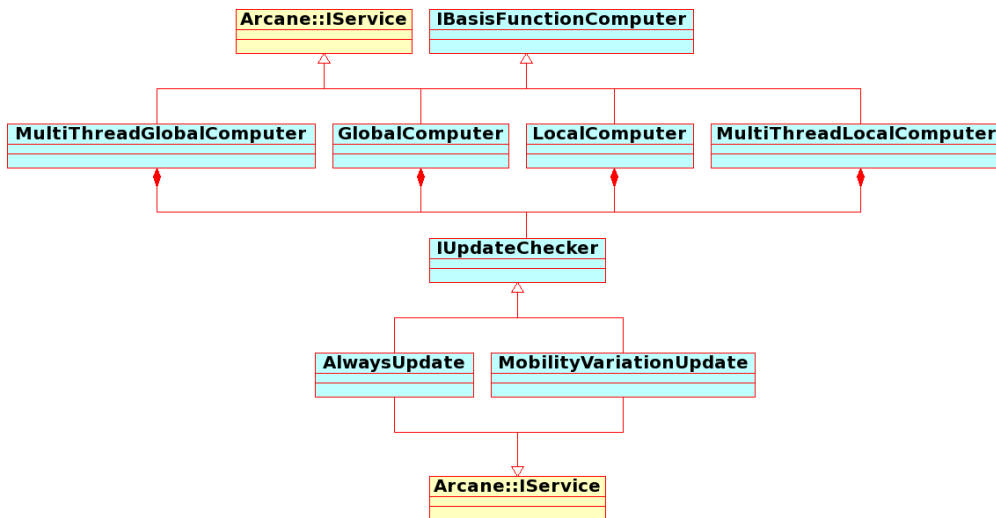 Arcane::IService
IBasisFunctionComputer
MultiThreadGlobalComputer
GlobalComputer
LocalComputer
MultiThreadLocalComputer
IUpdateChecker
AlwaysUpdate
MobilityVariationUpdate
Arcane::IService